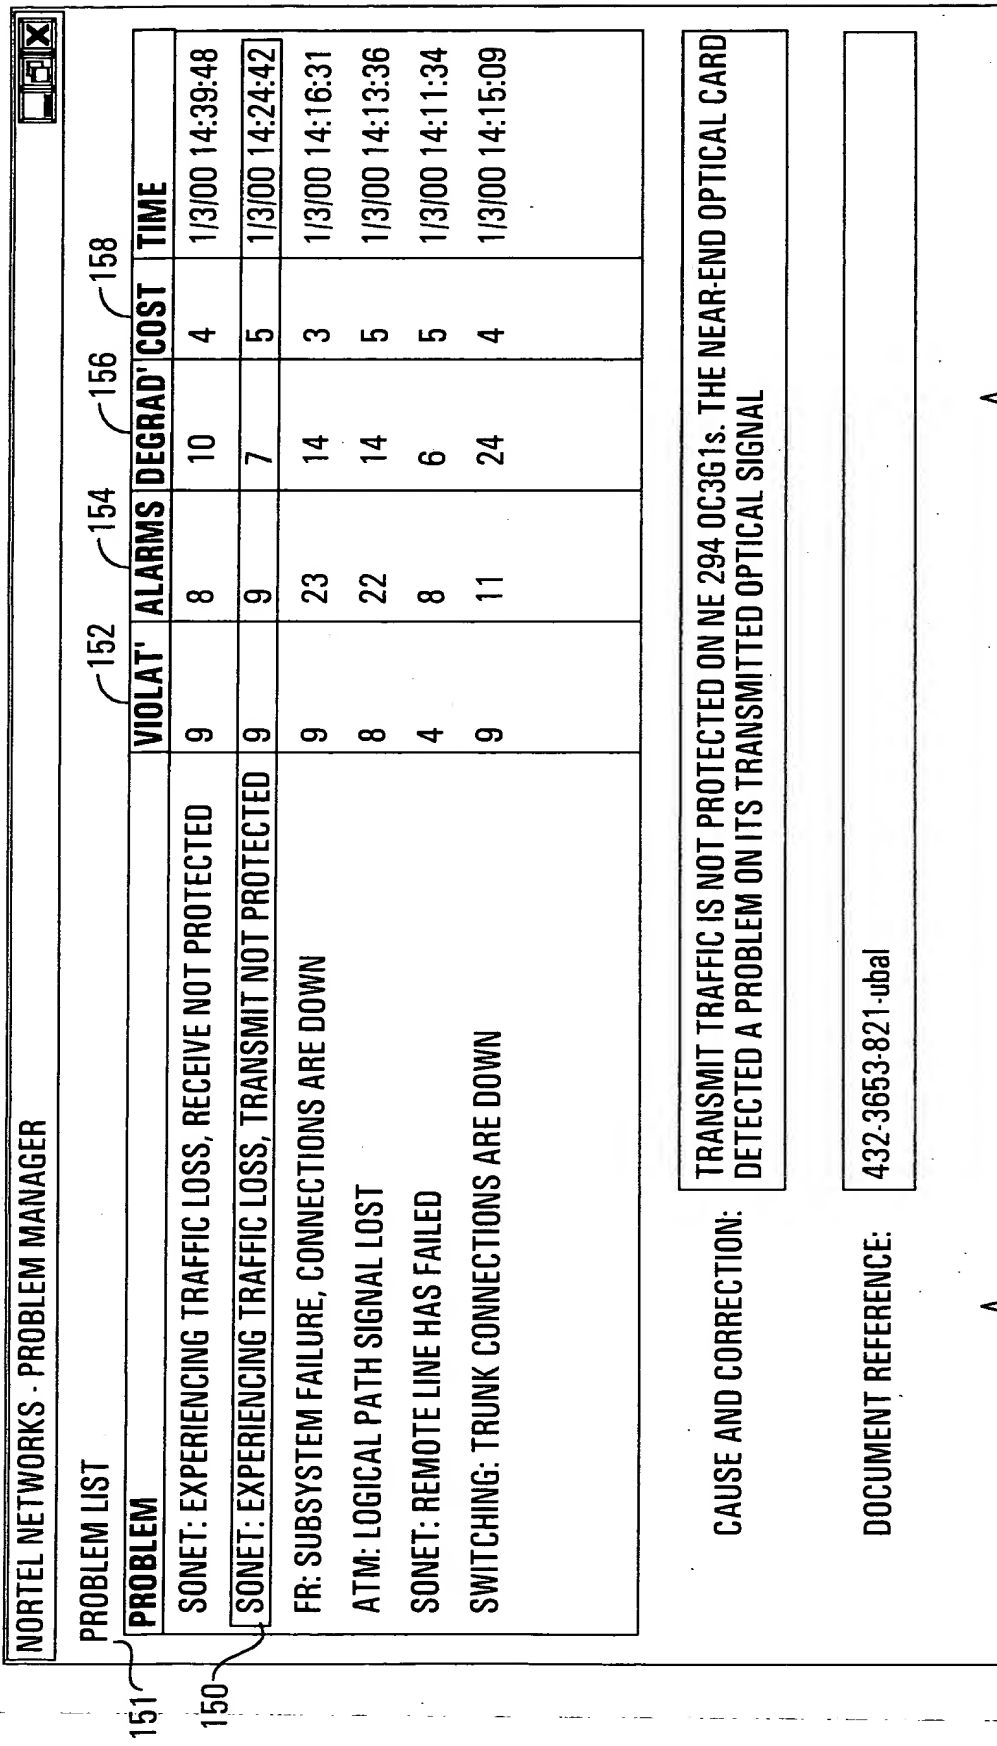 NORTEL NETWORKS - PROBLEM MANAGER
151
PROBLEM LIST
152 154 156 158
PROBLEM VIOLAT' ALARMS DEGRAD' COST TIME
SONET: EXPERIENCING TRAFFIC LOSS, RECEIVE NOT PROTECTED 9 8 10 4 1/3/00 14:39:48
150
SONET: EXPERIENCING TRAFFIC LOSS, TRANSMIT NOT PROTECTED 9 9 7 5 1/3/00 14:24:42
FR: SUBSYSTEM FAILURE, CONNECTIONS ARE DOWN 9 23 14 3 1/3/00 14:16:31
ATM: LOGICAL PATH SIGNAL LOST 8 22 14 5 1/3/00 14:13:36
SONET: REMOTE LINE HAS FAILED 4 8 6 5 1/3/00 14:11:34
SWITCHING: TRUNK CONNECTIONS ARE DOWN 9 11 24 4 1/3/00 14:15:09
CAUSE AND CORRECTION: TRANSMIT TRAFFIC IS NOT PROTECTED ON NE 294 OC3G1s. THE NEAR-END OPTICAL CARD
DETECTED A PROBLEM ON ITS TRANSMITTED OPTICAL SIGNAL
DOCUMENT REFERENCE: 432-3653-821-ubal